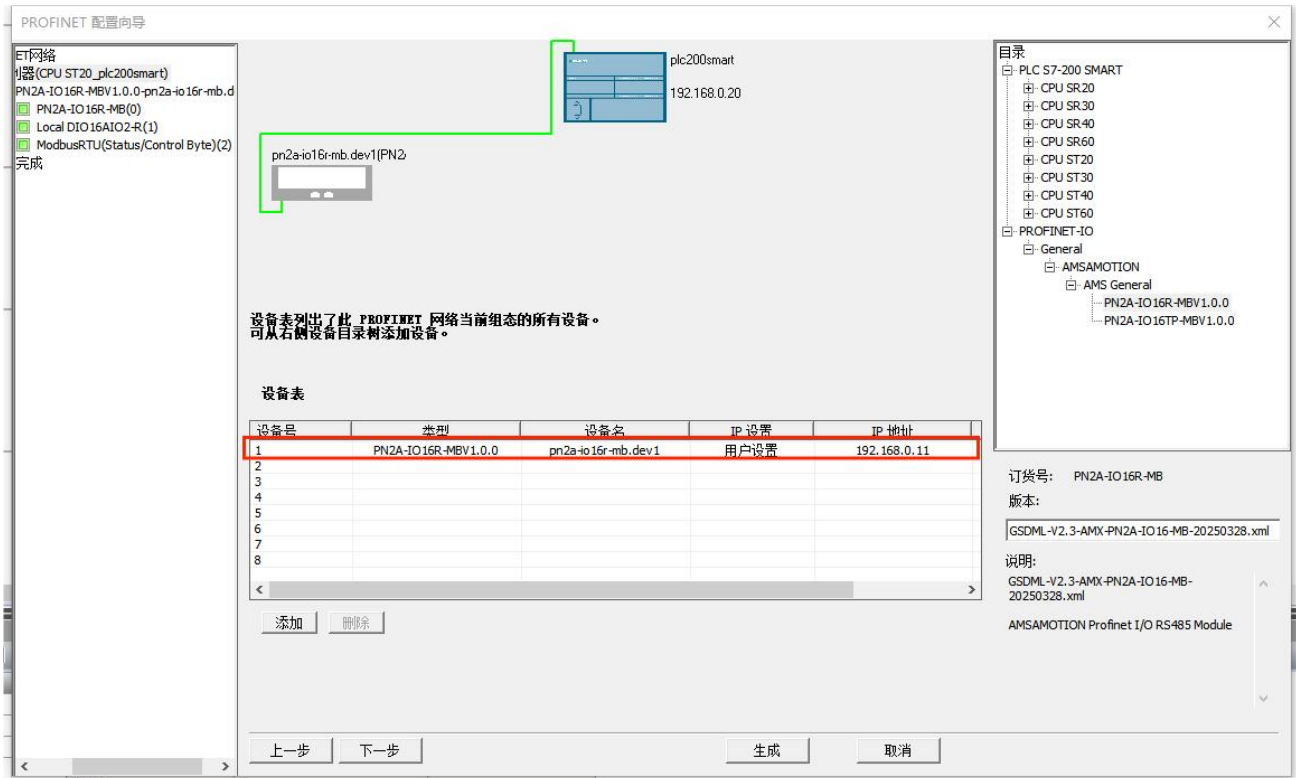 PROFINET 配置向导
ET网络
器(CPU ST20_plc200smart)
PN2A-IO16R-MBV1.0.0-pn2a-io16r-mb.d
PN2A-IO16R-MB(0)
Local DIO16AIO2-R(1)
ModbusRTU(Status/Control Byte)(2)
完成
plc200smart
192.168.0.20
pn2a-io16r-mb.dev1(PN2
设备表列出了此 PROFINET 网络当前组态的所有设备。
可从右侧设备目录树添加设备。
设备表
设备号 类型 设备名 IP 设置 IP 地址
1 PN2A-IO16R-MBV1.0.0 pn2a-io16r-mb.dev1 用户设置 192.168.0.11
2
3
4
5
6
7
8
添加 删除
上一步 下一步 生成 取消
目录
PLC S7-200 SMART
CPU SR20
CPU SR30
CPU SR40
CPU SR60
CPU ST20
CPU ST30
CPU ST40
CPU ST60
PROFINET-IO
General
AMSAMOTION
AMS General
PN2A-IO16R-MBV1.0.0
PN2A-IO16TP-MBV1.0.0
订货号: PN2A-IO16R-MB
版本:
GSDML-V2.3-AMX-PN2A-IO16-MB-20250328.xml
说明:
GSDML-V2.3-AMX-PN2A-IO16-MB-
20250328.xml
AMSAMOTION Profinet I/O RS485 Module